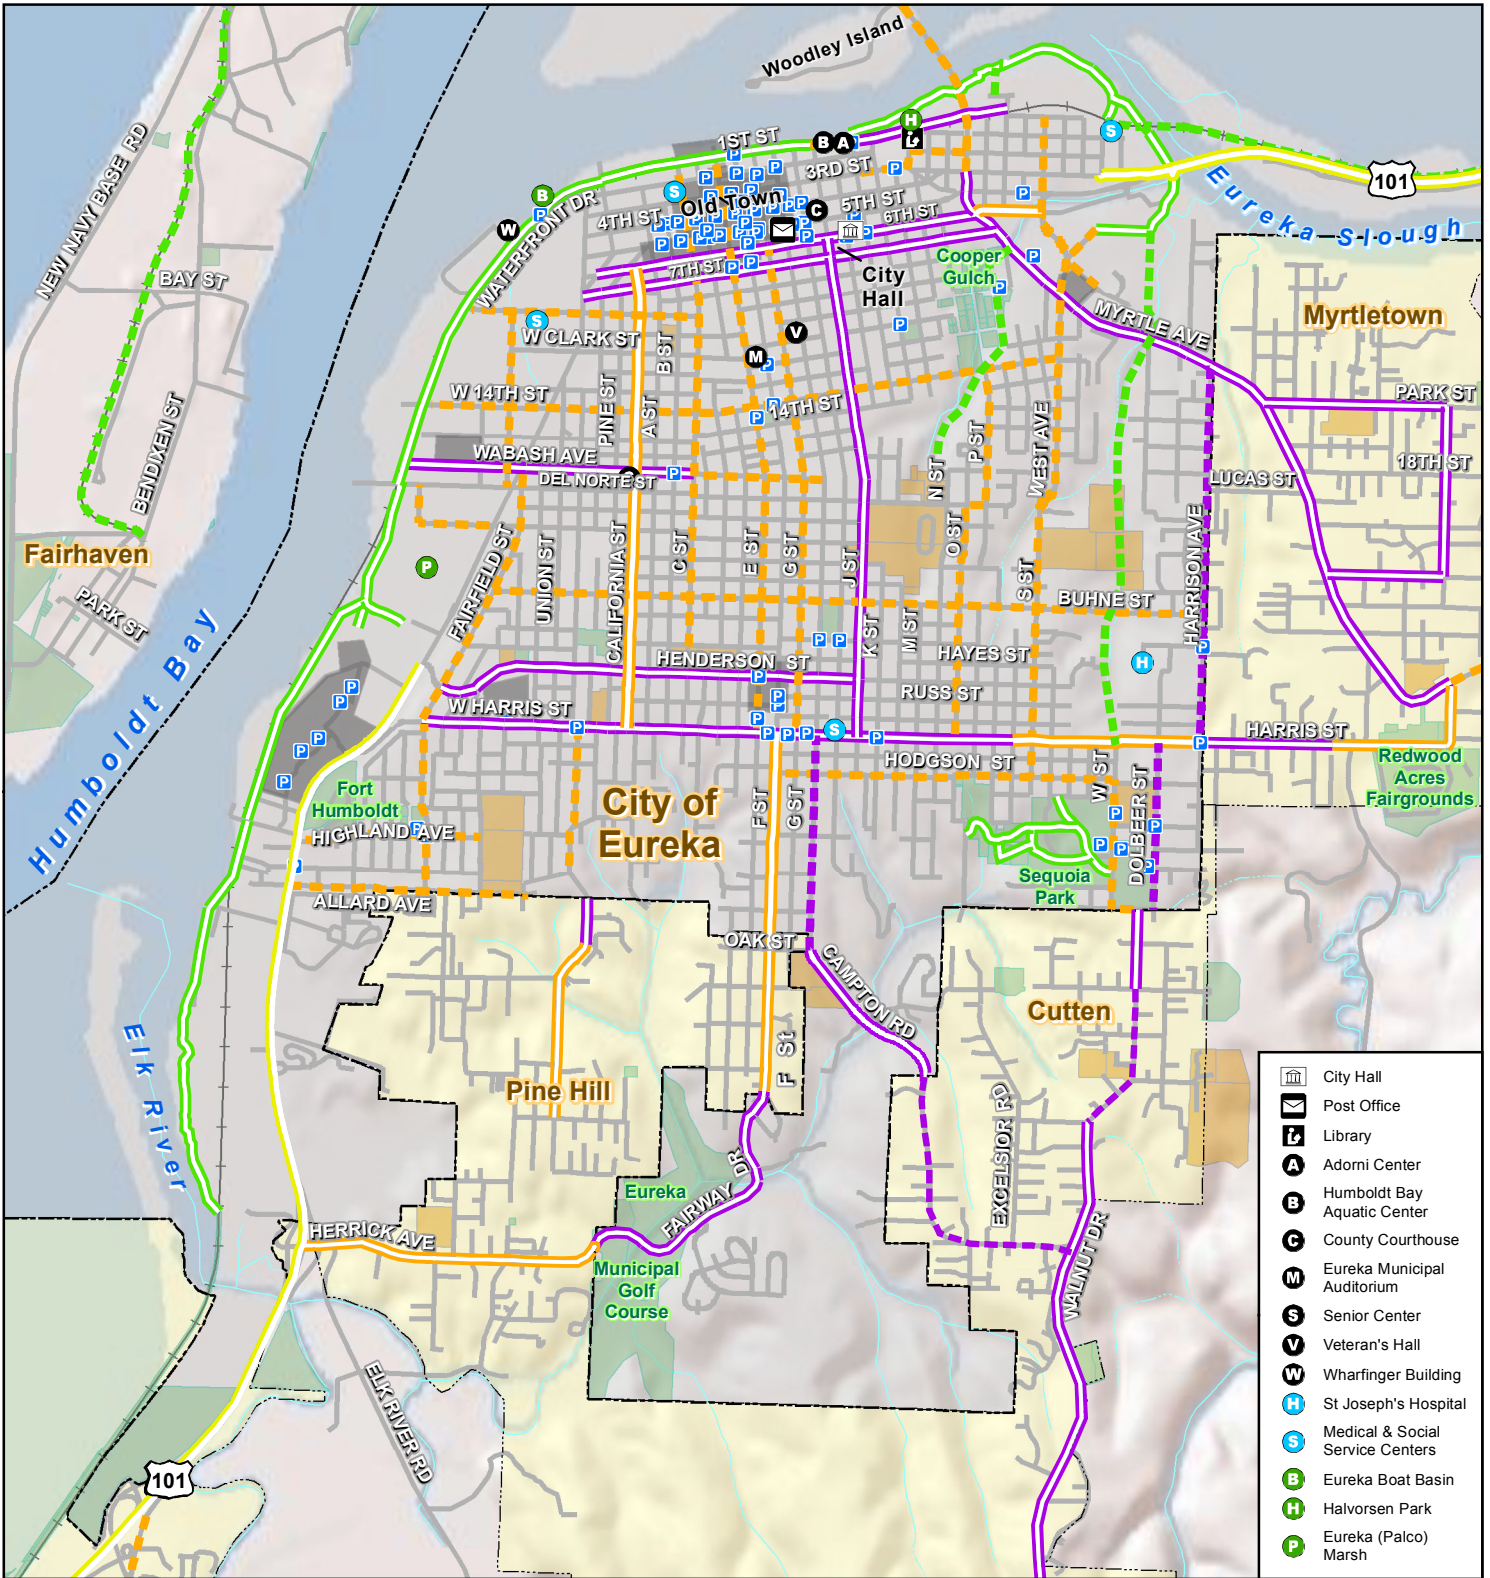 Woodley Island
NEW NAVY BASE RD
BAY ST
BENDIXEN ST
Fairhaven
PARK ST
Humboldt Bay
Elk River
1ST ST
3RD ST
WATERFRONT DR
4TH ST
Old Town
5TH ST
6TH ST
7TH ST
City
Hall
Cooper
Gulch
101
Eureka Slough
Myrtletown
MYRTLE AVE
W CLARK ST
B ST
W 14TH ST
PINE ST
A ST
14TH ST
PARK ST
WABASH AVE
DEL NORTE ST
18TH ST
LUCAS ST
N ST
P ST
WEST AVE
O ST
S ST
HARRISON AVE
FAIRFIELD ST
UNION ST
CALIFORNIA ST
C ST
E ST
G ST
J ST
K ST
M ST
BUHNE ST
HENDERSON ST
HAYES ST
RUSS ST
W HARRIS ST
HARRIS ST
HODGSON ST
W ST
DOLBEER ST
Redwood
Acres
Fairgrounds
Fort
Humboldt
HIGHLAND AVE
City of
Eureka
F ST
G ST
Sequoia
Park
ALLARD AVE
OAK ST
CAMPTON RD
Cutten
Pine Hill
F St
EXCELSIOR RD
WALNUT DR
Eureka
FAIRWAY DR
HERRICK AVE
Municipal
Golf
Course
ELK RIVER RD
101
B
A
H
S
S
B
P
W
C
V
M
S
P
H
S
City Hall
Post Office
Library
A Adorni Center
B Humboldt Bay
Aquatic Center
C County Courthouse
M Eureka Municipal
Auditorium
S Senior Center
V Veteran's Hall
W Wharfinger Building
H St Joseph's Hospital
S Medical & Social
Service Centers
B Eureka Boat Basin
H Halvorsen Park
P Eureka (Palco)
Marsh